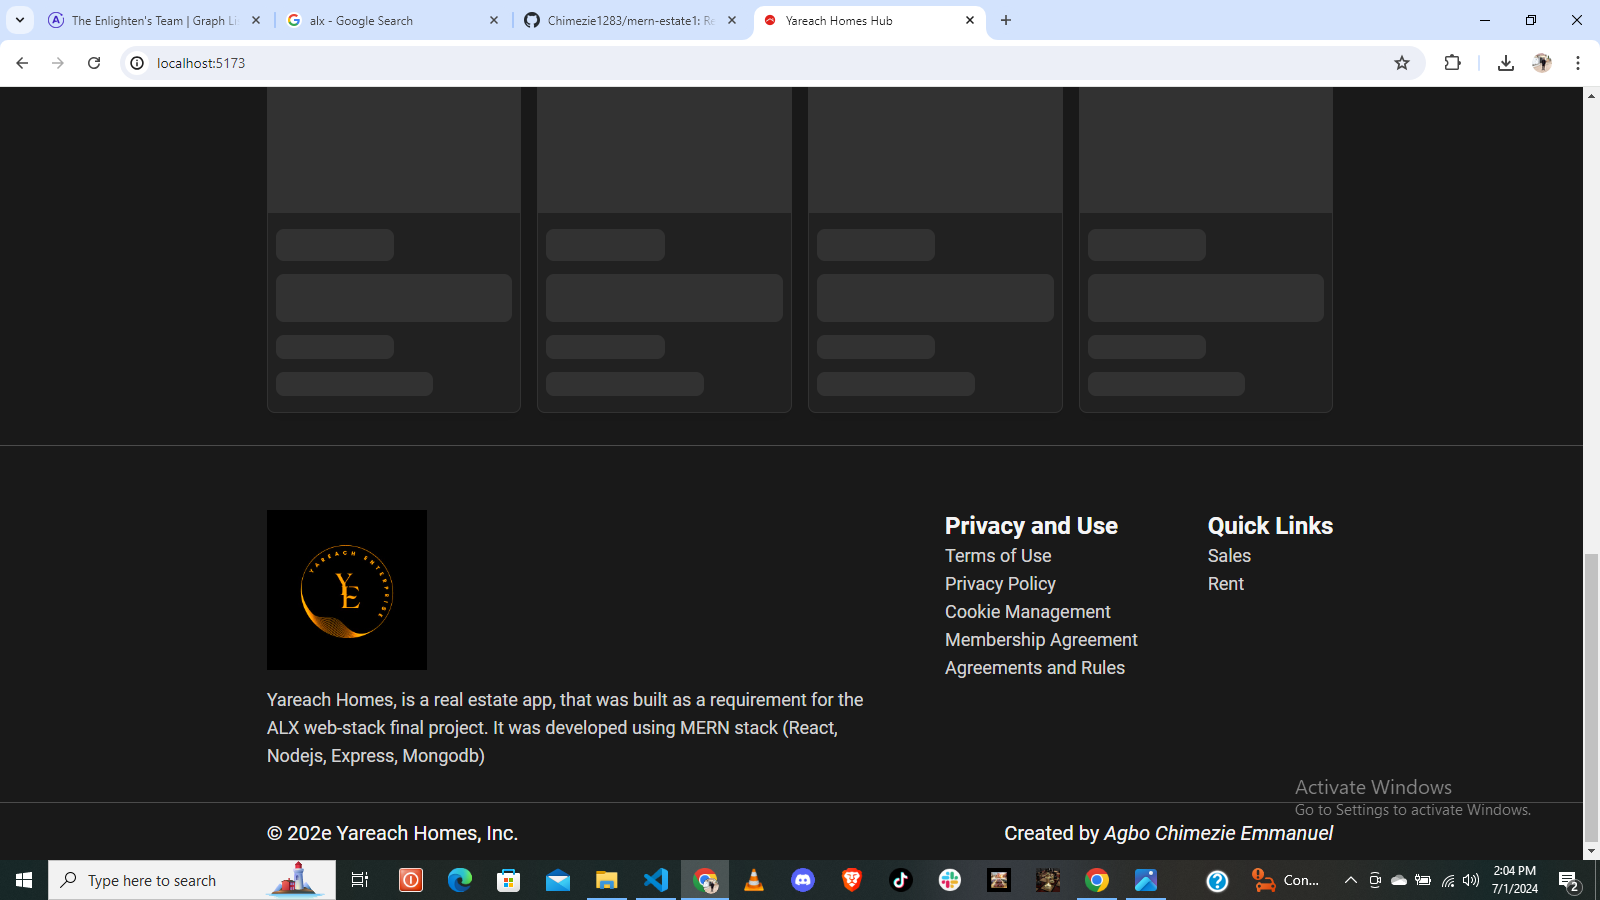 The Enlighten's Team | Graph Li
alx - Google Search
Chimezie1283/mern-estate1: Re
Yareach Homes Hub
localhost:5173
YAREACH ENTERPRISE
YE
Yareach Homes, is a real estate app, that was built as a requirement for the
ALX web-stack final project. It was developed using MERN stack (React,
Nodejs, Express, Mongodb)
Privacy and Use
Terms of Use
Privacy Policy
Cookie Management
Membership Agreement
Agreements and Rules
Quick Links
Sales
Rent
Activate Windows
Go to Settings to activate Windows.
© 202e Yareach Homes, Inc.
Created by Agbo Chimezie Emmanuel
Type here to search
Con...
2:04 PM
7/1/2024
2